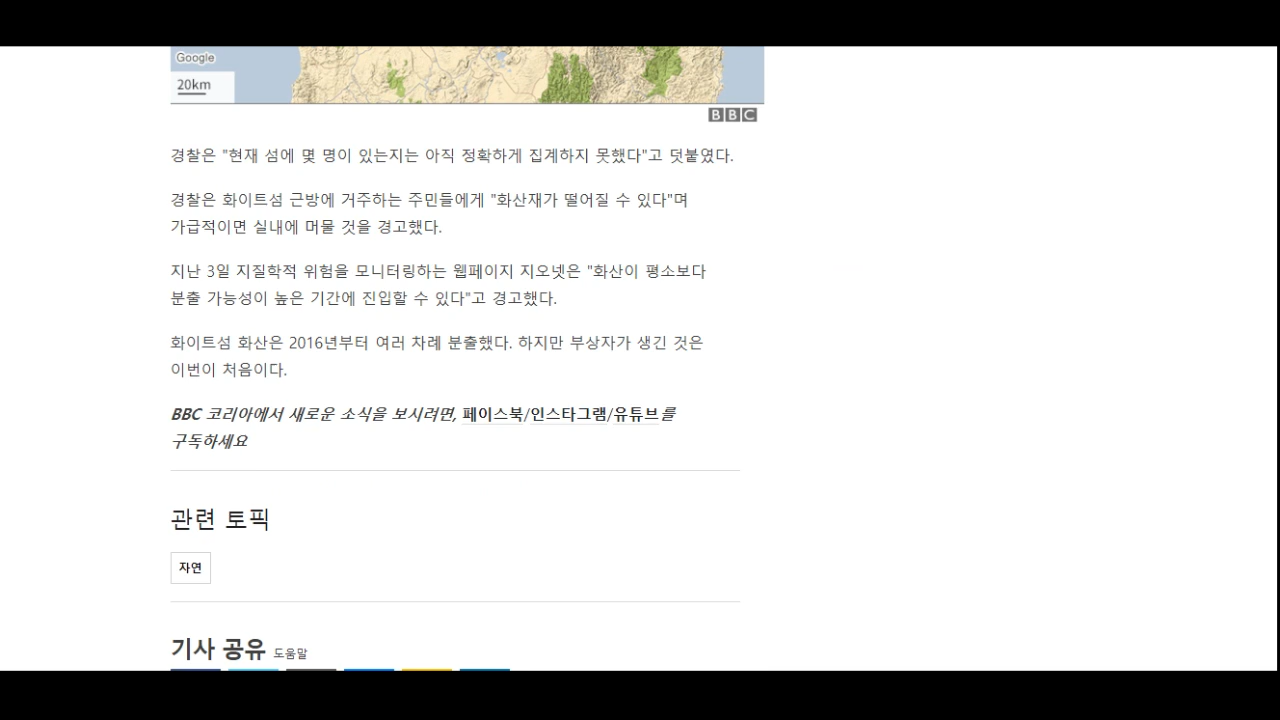 Google
20km
BBC
경찰은 "현재 섬에 몇 명이 있는지는 아직 정확하게 집계하지 못했다"고 덧붙였다.
경찰은 화이트섬 근방에 거주하는 주민들에게 "화산재가 떨어질 수 있다"며
가급적이면 실내에 머물 것을 경고했다.
지난 3일 지질학적 위험을 모니터링하는 웹페이지 지오넷은 "화산이 평소보다
분출 가능성이 높은 기간에 진입할 수 있다"고 경고했다.
화이트섬 화산은 2016년부터 여러 차례 분출했다. 하지만 부상자가 생긴 것은
이번이 처음이다.
BBC 코리아에서 새로운 소식을 보시려면, 페이스북/인스타그램/유튜브를
구독하세요
관련 토픽
자연
기사 공유 도움말